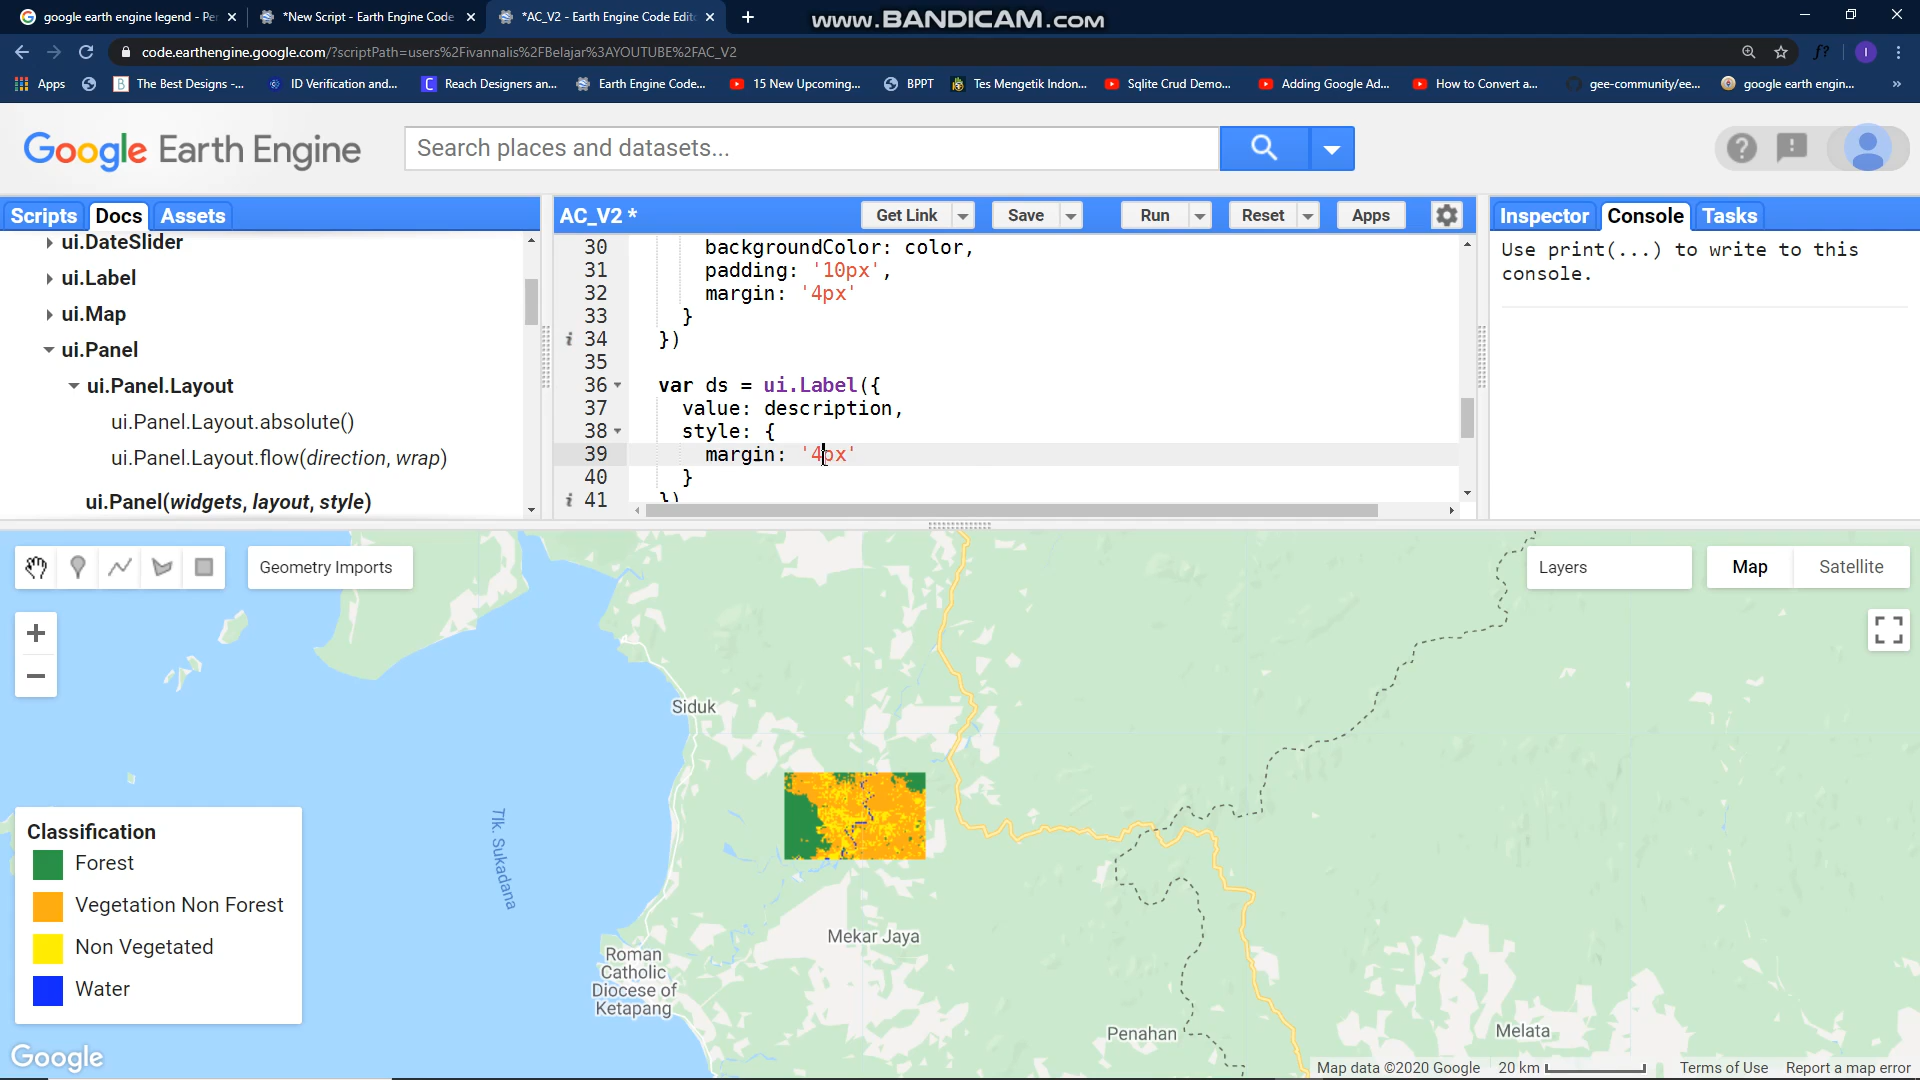 google earth engine legend - Pe
*New Script - Earth Engine Code
*AC_V2 - Earth Engine Code Edit
www.BANDICAM.com
code.earthengine.google.com/?scriptPath=users%2Fivannalis%2FBelajar%3AYOUTUBE%2FAC_V2
f?
I
Apps
The Best Designs -...
ID Verification and...
Reach Designers an...
Earth Engine Code...
15 New Upcoming...
BPPT
Tes Mengetik Indon...
Sqlite Crud Demo...
Adding Google Ad...
How to Convert a...
gee-community/ee...
google earth engin...
»
Google Earth Engine
Search places and datasets...
Scripts
Docs
Assets
AC_V2 *
Get Link
Save
Run
Reset
Apps
Inspector
Console
Tasks
ui.DateSlider
ui.Label
ui.Map
ui.Panel
ui.Panel.Layout
ui.Panel.Layout.absolute()
ui.Panel.Layout.flow(direction, wrap)
ui.Panel(widgets, layout, style)
30 backgroundColor: color,
31 padding: '10px',
32 margin: '4px'
33 }
34 })
35
36 var ds = ui.Label({
37 value: description,
38 style: {
39 margin: '4px'
40 }
41 })
Use print(...) to write to this
console.
Geometry Imports
Layers
Map
Satellite
Siduk
Tlk. Sukadana
Mekar Jaya
Roman
Catholic
Diocese of
Ketapang
Penahan
Melata
Classification
Forest
Vegetation Non Forest
Non Vegetated
Water
Google
Map data ©2020 Google
20 km
Terms of Use
Report a map error